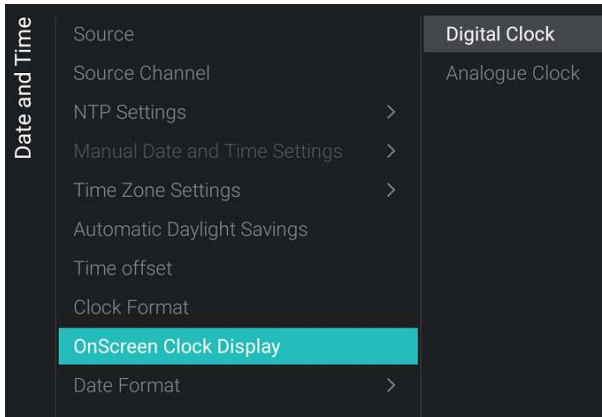 Date and Time
Source
Source Channel
NTP Settings
Manual Date and Time Settings
Time Zone Settings
Automatic Daylight Savings
Time offset
Clock Format
OnScreen Clock Display
Date Format
Digital Clock
Analogue Clock